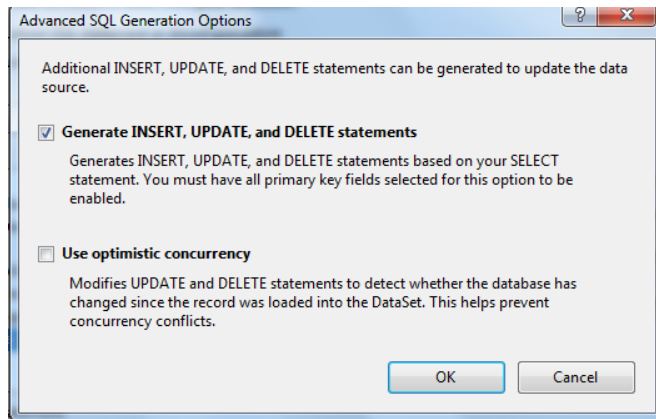 Advanced SQL Generation Options
Additional INSERT, UPDATE, and DELETE statements can be generated to update the data
source.
Generate INSERT, UPDATE, and DELETE statements
Generates INSERT, UPDATE, and DELETE statements based on your SELECT
statement. You must have all primary key fields selected for this option to be
enabled.
Use optimistic concurrency
Modifies UPDATE and DELETE statements to detect whether the database has
changed since the record was loaded into the DataSet. This helps prevent
concurrency conflicts.
OK Cancel